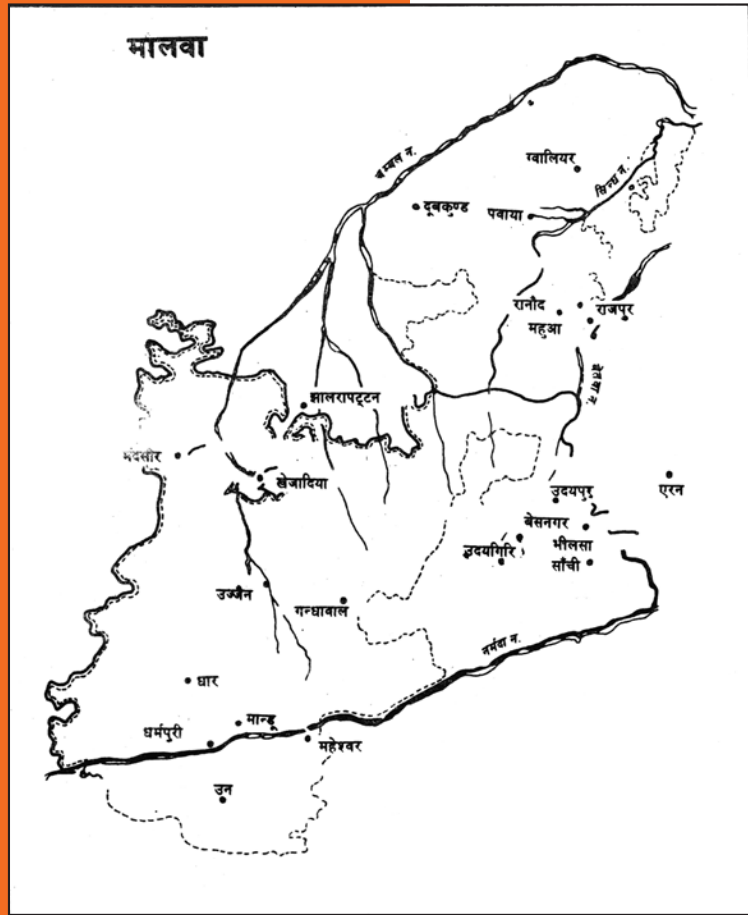 मालवा
चम्बल न.
ग्वालियर
सिन्ध न.
दूबकुण्ड
पवाया
रानौद
राजपुर
महुआ
बेतवा न.
झालरापट्टन
मंदसौर
खेजादिया
उदयपुर
एरन
बेसनगर
उदयगिरि
भीलसा
साँची
उज्जैन
गन्धावाल
नर्मदा न.
धार
मान्डू
धर्मपुरी
महेश्वर
उन